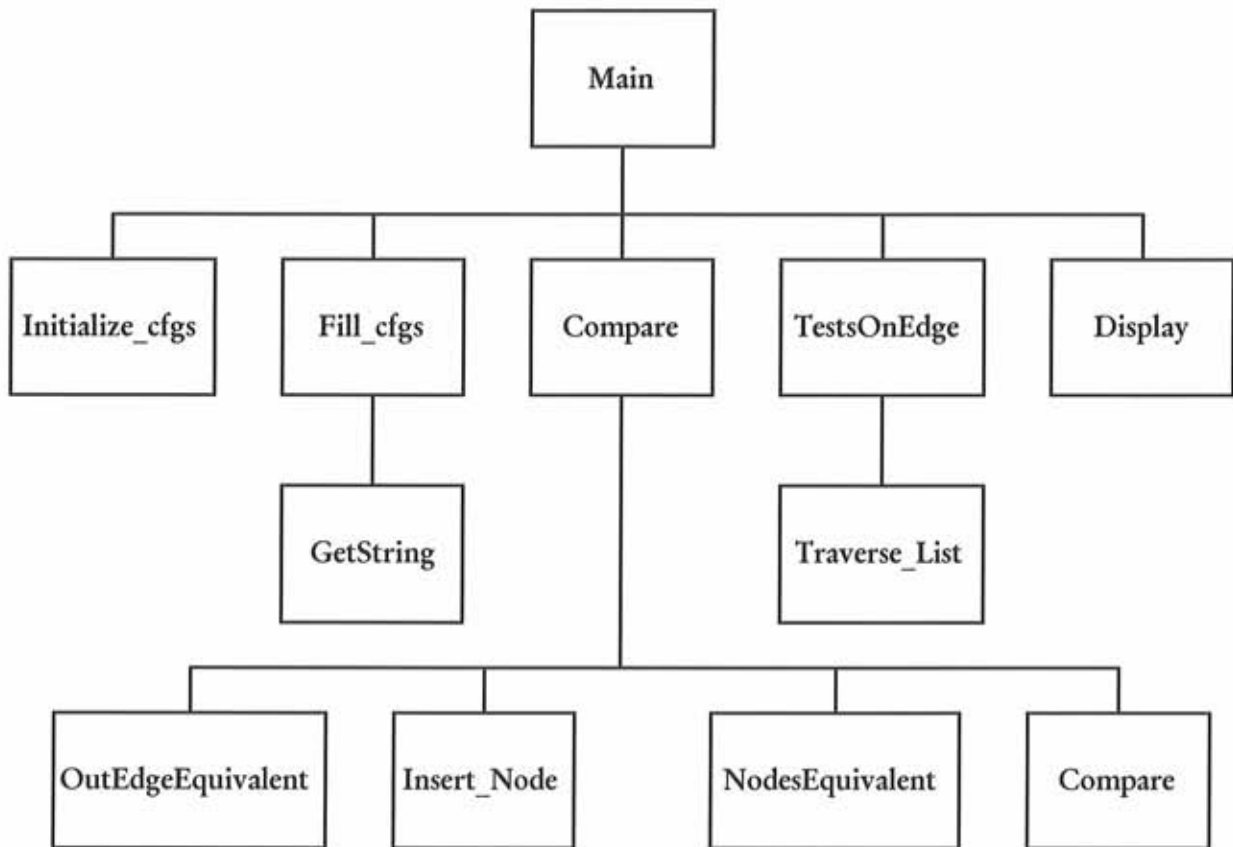 Main
Initialize_cfgs
Fill_cfgs
Compare
TestsOnEdge
Display
GetString
Traverse_List
OutEdgeEquivalent
Insert_Node
NodesEquivalent
Compare